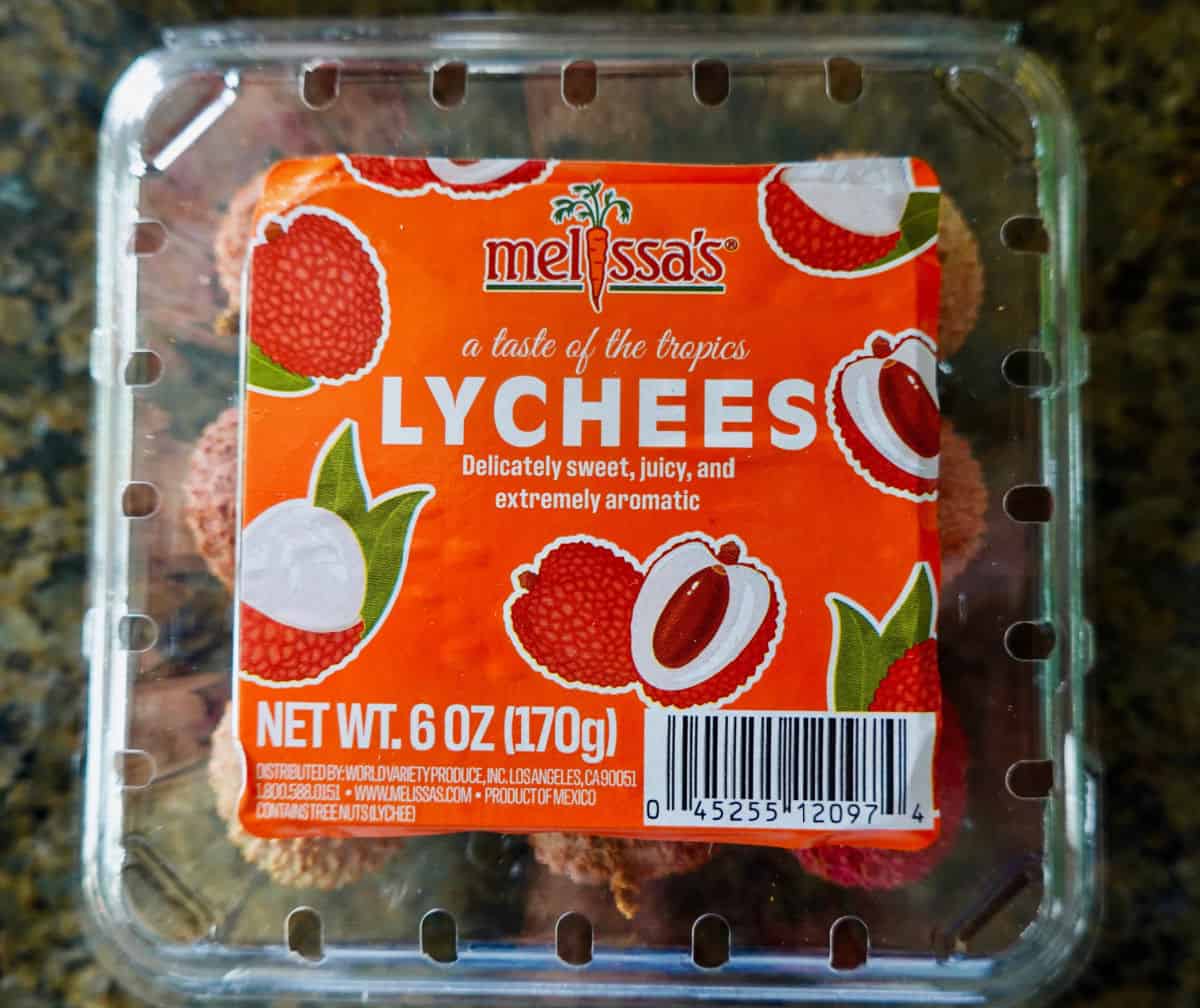 melissa's®
a taste of the tropics
LYCHEES
Delicately sweet, juicy, and
extremely aromatic
NET WT. 6 OZ (170g)
DISTRIBUTED BY: WORLD VARIETY PRODUCE, INC. LOS ANGELES, CA 90051
1.800.588.0151 • WWW.MELISSAS.COM • PRODUCT OF MEXICO
CONTAINS TREE NUTS (LYCHEE)
0 45255 12097 4